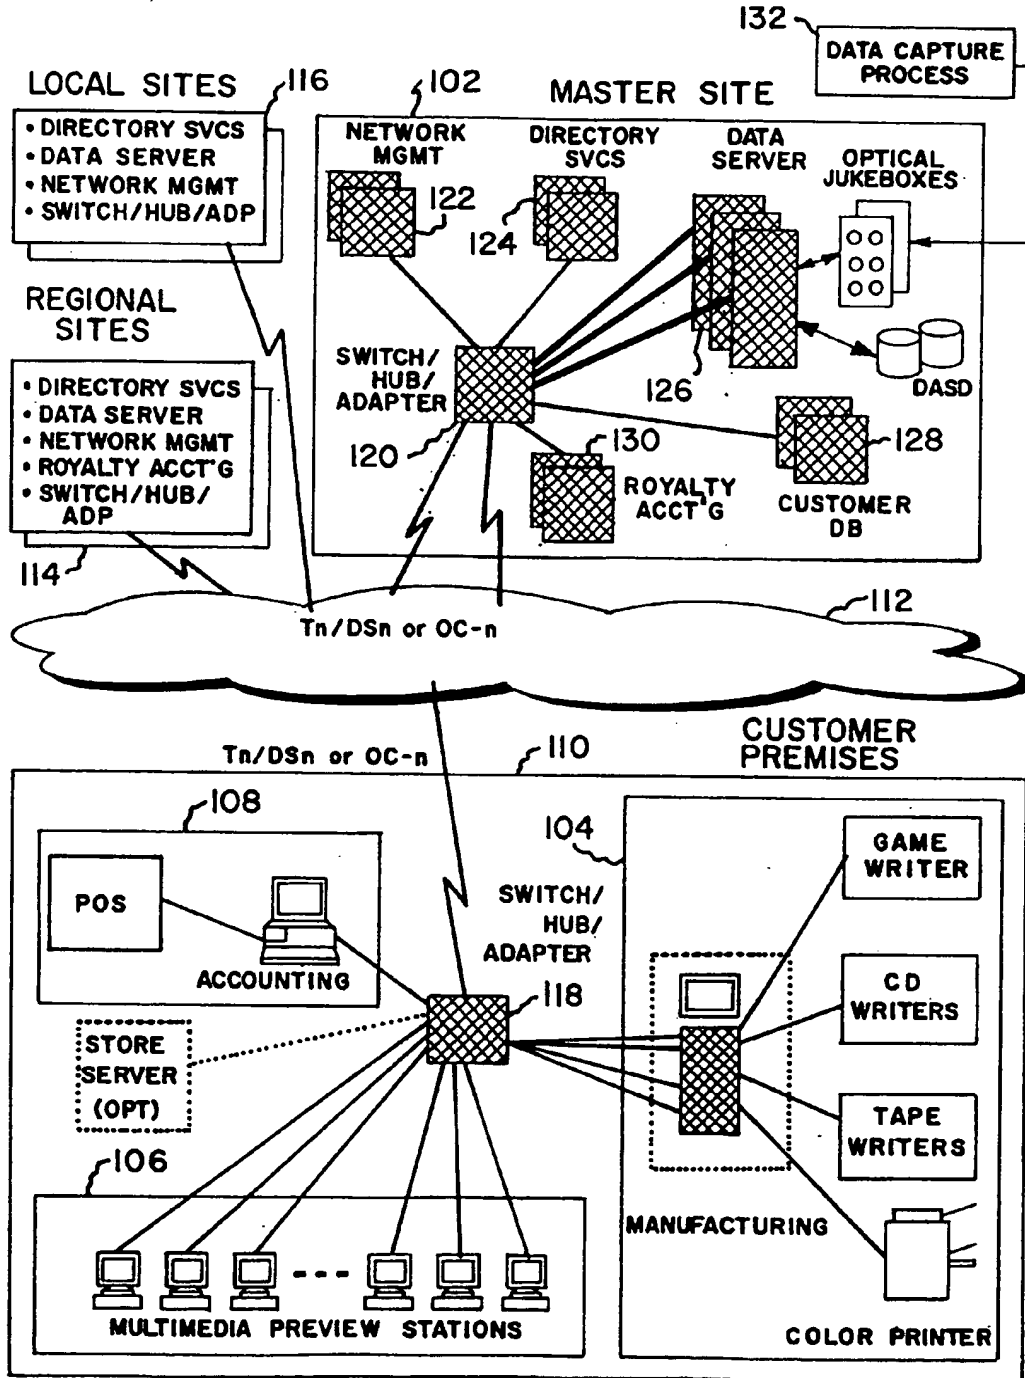 132
DATA CAPTURE
PROCESS
LOCAL SITES
116
• DIRECTORY SVCS
• DATA SERVER
• NETWORK MGMT
• SWITCH/HUB/ADP
REGIONAL
SITES
• DIRECTORY SVCS
• DATA SERVER
• NETWORK MGMT
• ROYALTY ACCT'G
• SWITCH/HUB/
ADP
114
102
MASTER SITE
NETWORK
MGMT
122
DIRECTORY
SVCS
124
DATA
SERVER
126
OPTICAL
JUKEBOXES
DASD
SWITCH/
HUB/
ADAPTER
120
130
ROYALTY
ACCT'G
128
CUSTOMER
DB
112
Tn/DSn or OC-n
Tn/DSn or OC-n
110
CUSTOMER
PREMISES
108
POS
ACCOUNTING
STORE
SERVER
(OPT)
SWITCH/
HUB/
ADAPTER
118
106
MULTIMEDIA PREVIEW STATIONS
104
GAME
WRITER
CD
WRITERS
TAPE
WRITERS
MANUFACTURING
COLOR PRINTER